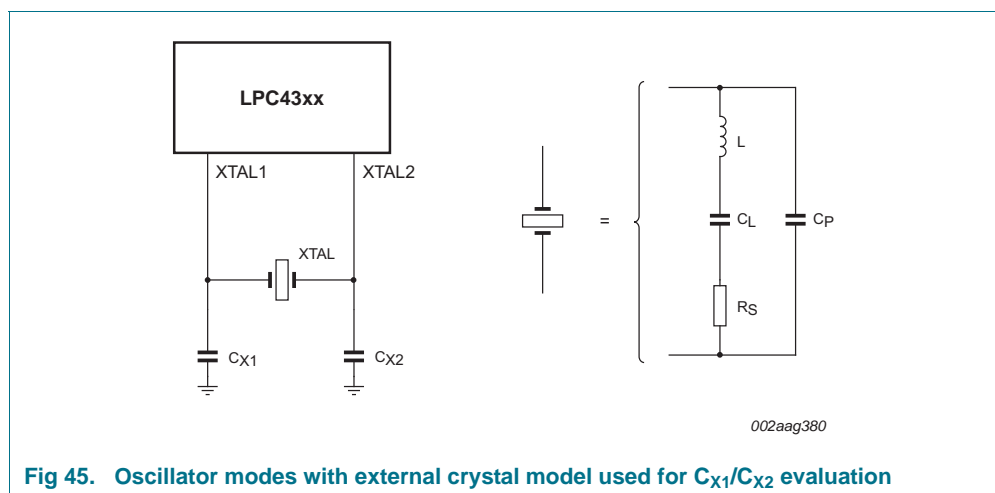 LPC43xx
XTAL1
XTAL2
XTAL
CX1
CX2
=
L
CL
CP
RS
002aag380
Fig 45. Oscillator modes with external crystal model used for CX1/CX2 evaluation